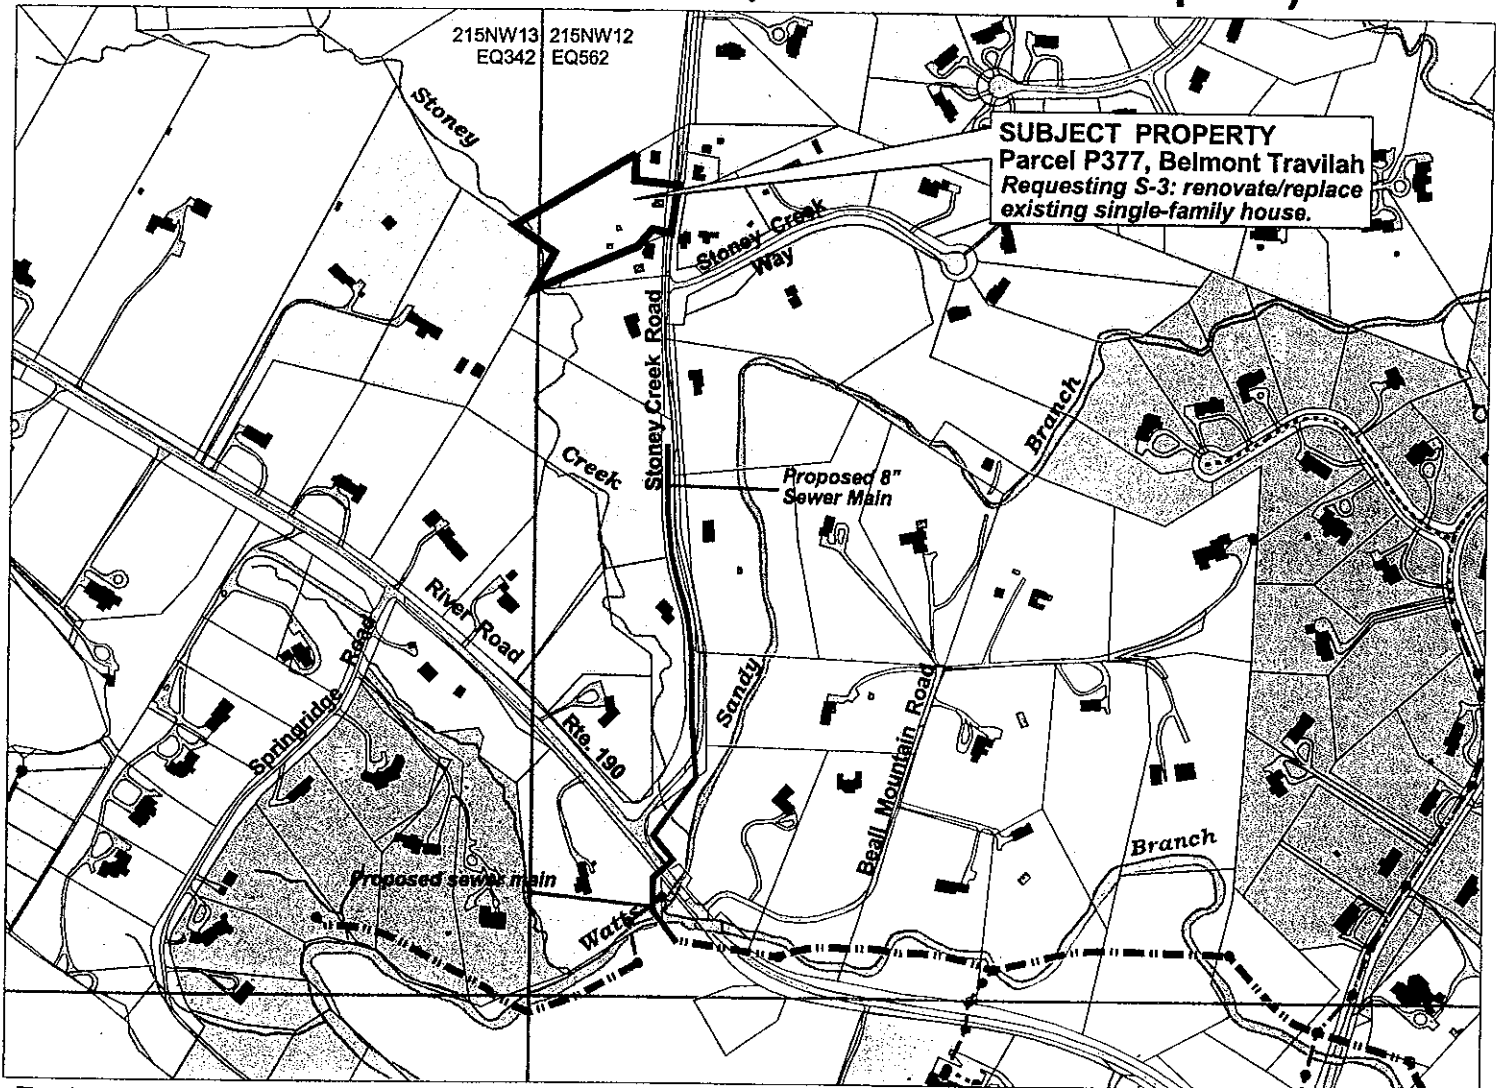 215NW13 215NW12
EQ342 EQ562
Stoney
SUBJECT PROPERTY
Parcel P377, Belmont Travilah
Requesting S-3: renovate/replace
existing single-family house.
Stoney Creek
Way
Stoney Creek Road
Branch
Creek
Proposed 8"
Sewer Main
River Road
Springridge Road
Sandy
Rte. 190
Beall Mountain Road
Branch
Proposed sewer main
Watts